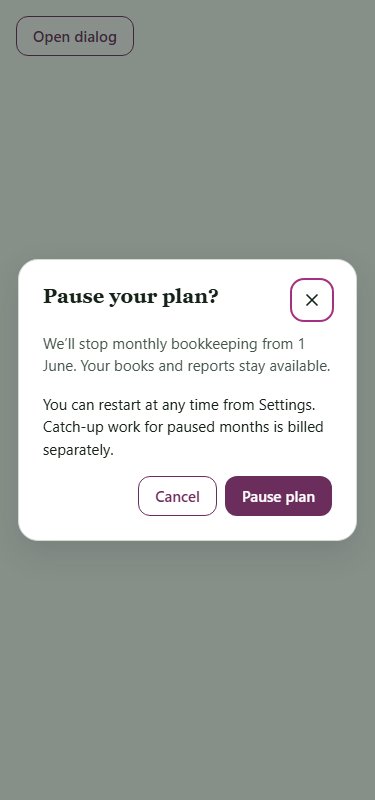 Open dialog
Pause your plan?
We’ll stop monthly bookkeeping from 1
June. Your books and reports stay available.
You can restart at any time from Settings.
Catch-up work for paused months is billed
separately.
Cancel
Pause plan